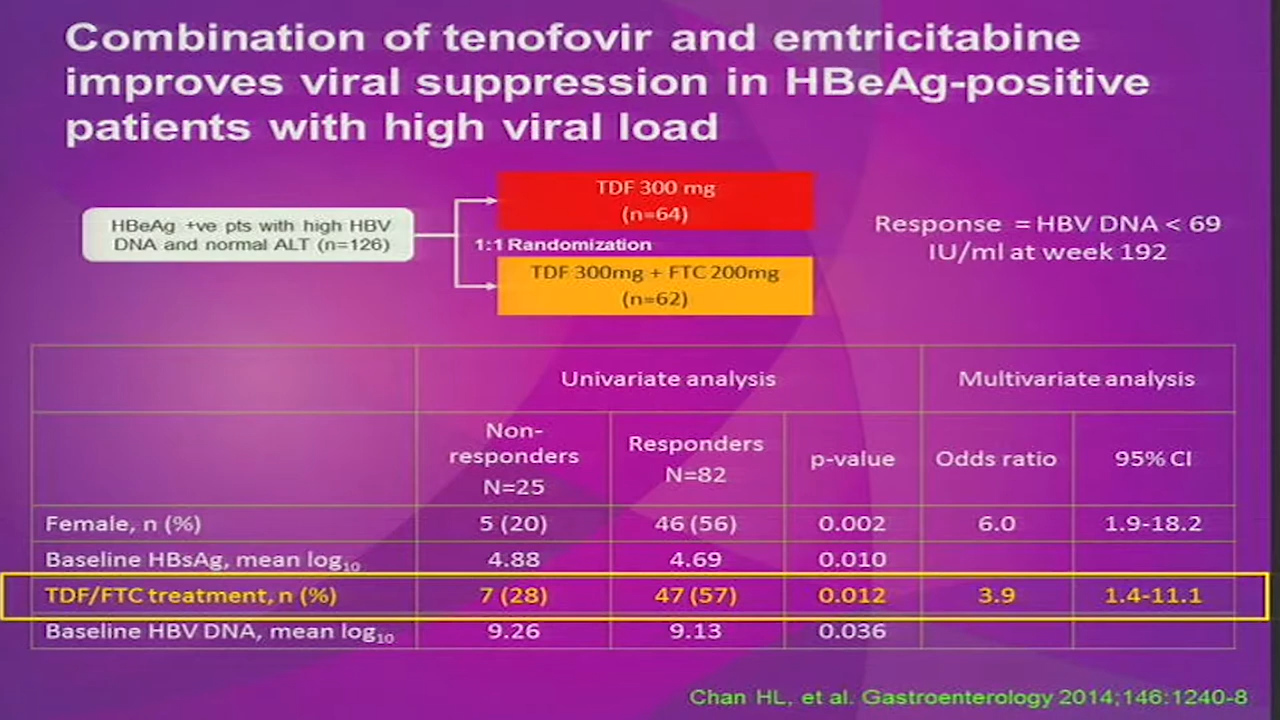 Combination of tenofovir and emtricitabine
improves viral suppression in HBeAg-positive
patients with high viral load
HBeAg +ve pts with high HBV
DNA and normal ALT (n=126)
TDF 300 mg
(n=64)
1:1 Randomization
TDF 300mg + FTC 200mg
(n=62)
Response = HBV DNA < 69
IU/ml at week 192
Univariate analysis Multivariate analysis
Non-
responders
N=25
Responders
N=82
p-value Odds ratio 95% CI
Female, n (%) 5 (20) 46 (56) 0.002 6.0 1.9-18.2
Baseline HBsAg, mean log10 4.88 4.69 0.010
TDF/FTC treatment, n (%) 7 (28) 47 (57) 0.012 3.9 1.4-11.1
Baseline HBV DNA, mean log10 9.26 9.13 0.036
Chan HL, et al. Gastroenterology 2014;146:1240-8